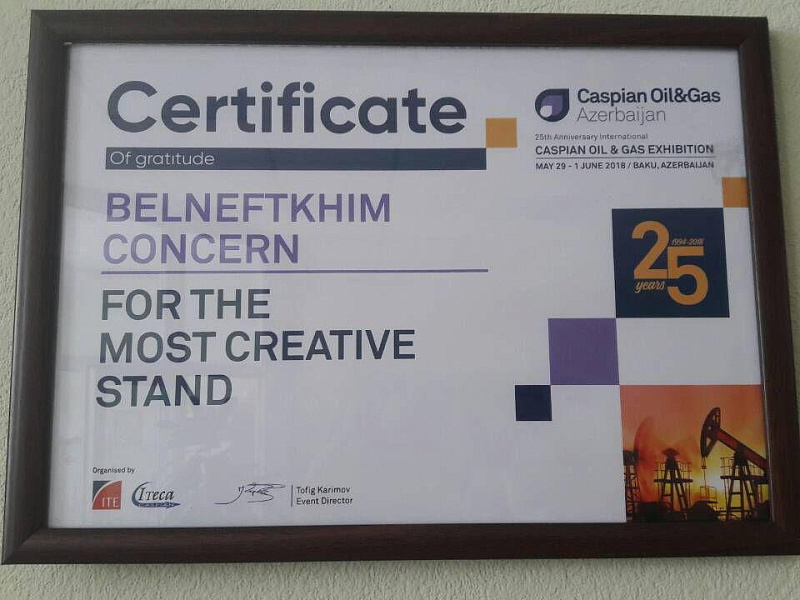 Certificate
Of gratitude
BELNEFTKHIM
CONCERN
FOR THE
MOST CREATIVE
STAND
Caspian Oil&Gas
Azerbaijan
25th Anniversary International
CASPIAN OIL & GAS EXHIBITION
MAY 29 - 1 JUNE 2018 / BAKU, AZERBAIJAN
25
1994-2018
years
Organised by
ITE
Iteca
CASPIAN
Tofig Karimov
Event Director